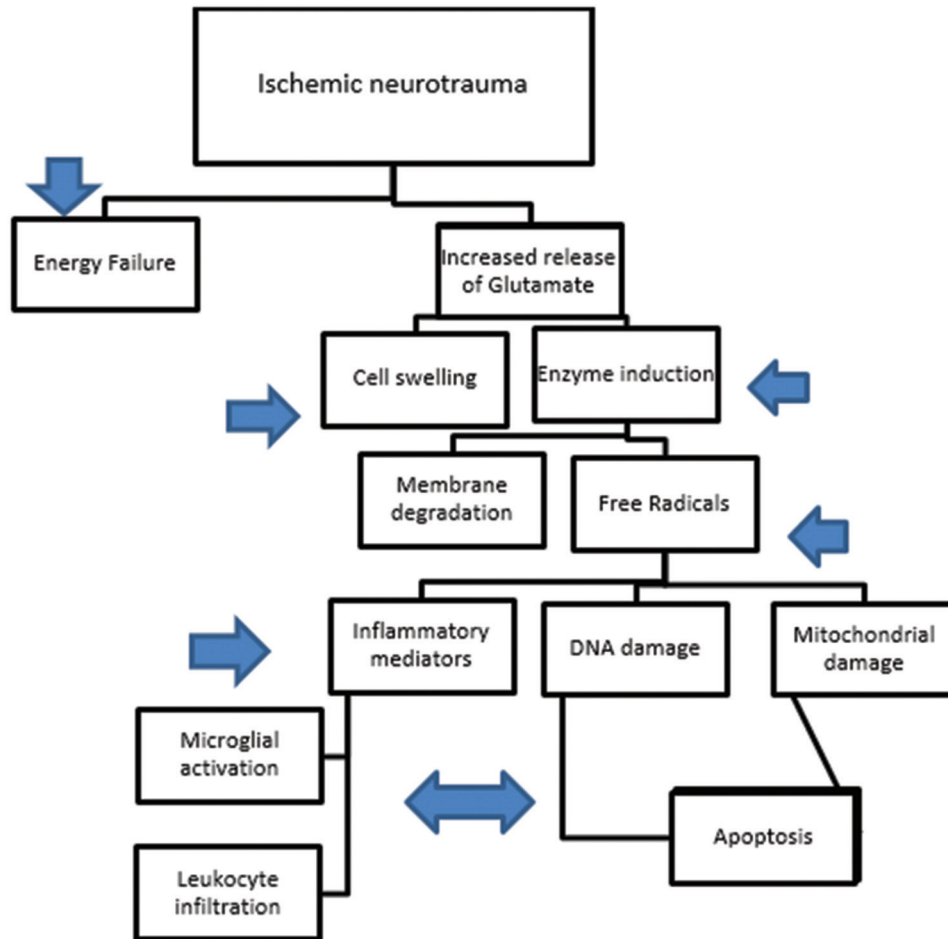 Ischemic neurotrauma
Energy Failure
Increased release
of Glutamate
Cell swelling
Enzyme induction
Membrane
degradation
Free Radicals
Inflammatory
mediators
DNA damage
Mitochondrial
damage
Microglial
activation
Apoptosis
Leukocyte
infiltration